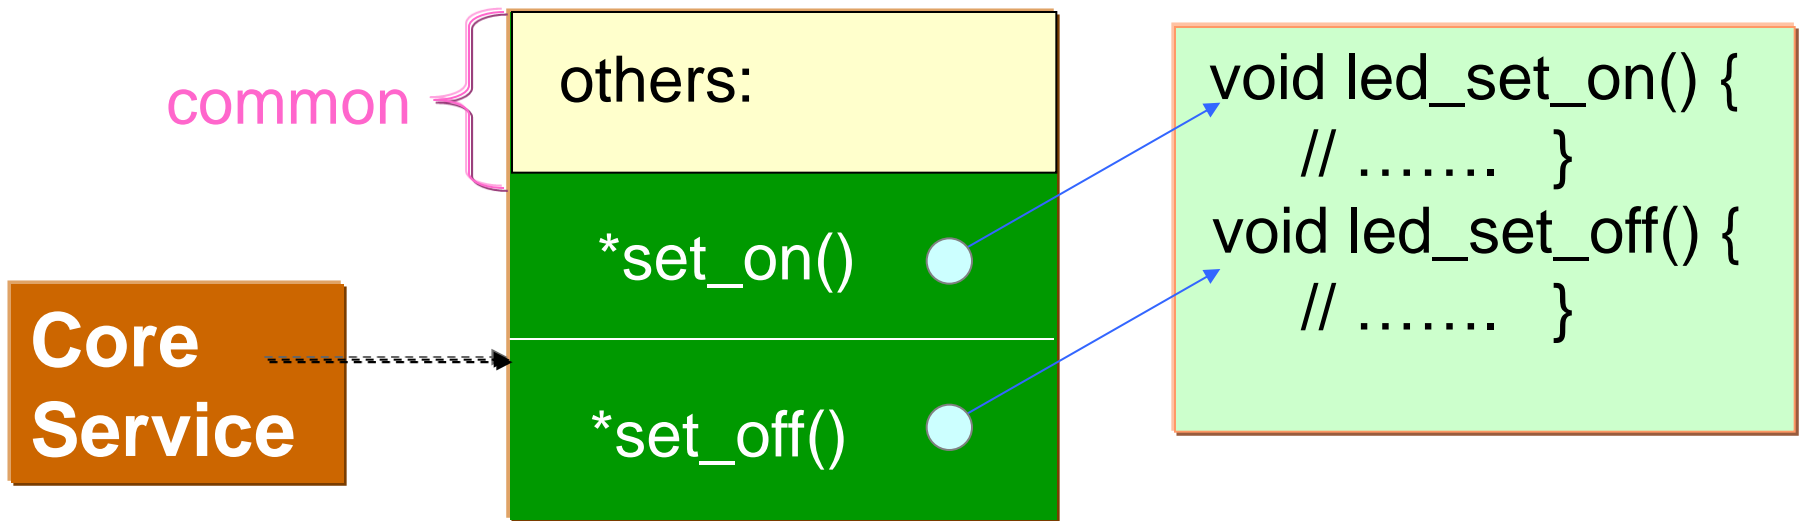 common
others:
*set_on()
*set_off()
Core
Service
void led_set_on() {
// ....... }
void led_set_off() {
// ....... }